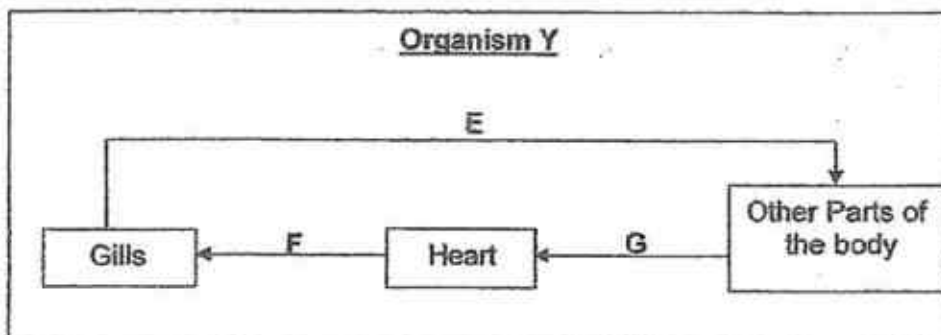 Organism Y
E
Other Parts of
the body
Gills
F
Heart
G